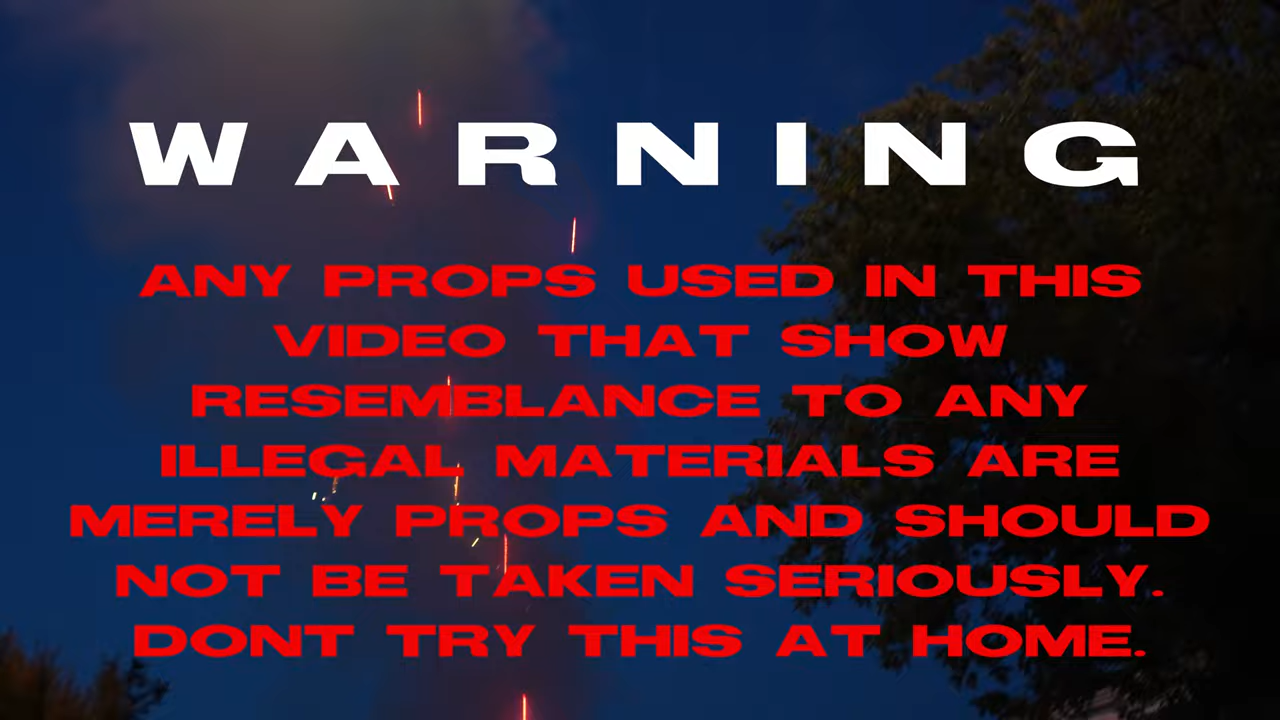 WARNING
ANY PROPS USED IN THIS
VIDEO THAT SHOW
RESEMBLANCE TO ANY
ILLEGAL MATERIALS ARE
MERELY PROPS AND SHOULD
NOT BE TAKEN SERIOUSLY.
DONT TRY THIS AT HOME.